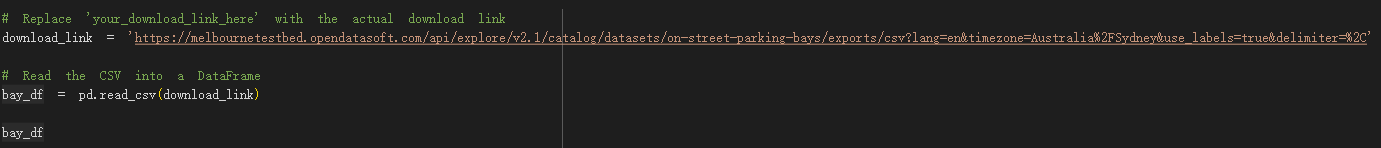 # Replace 'your_download_link_here' with the actual download link
download_link = 'https://melbournetestbed.opendatasoft.com/api/explore/v2.1/catalog/datasets/on-street-parking-bays/exports/csv?lang=en&timezone=Australia%2FSydney&use_labels=true&delimiter=%2C'
# Read the CSV into a DataFrame
bay_df = pd.read_csv(download_link)
bay_df